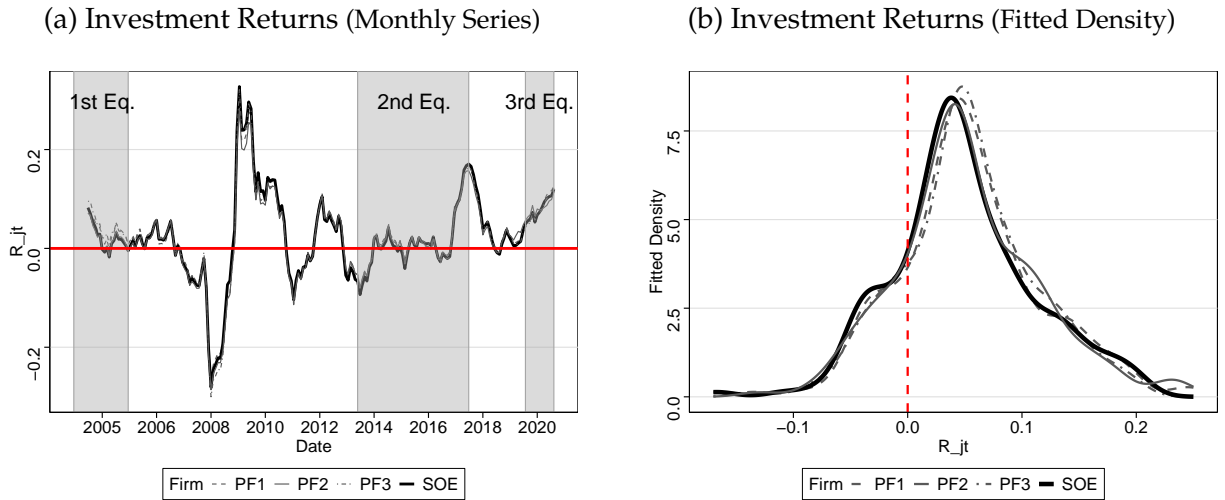 (a) Investment Returns (Monthly Series)
1st Eq. 2nd Eq. 3rd Eq.
R_jt
0.2
0.0
−0.2
2005 2006 2008 2010 2012 2014 2016 2018 2020
Date
Firm PF1 PF2 PF3 SOE
(b) Investment Returns (Fitted Density)
Fitted Density
7.5
5.0
2.5
0.0
−0.1 0.0 0.1 0.2
R_jt
Firm PF1 PF2 PF3 SOE